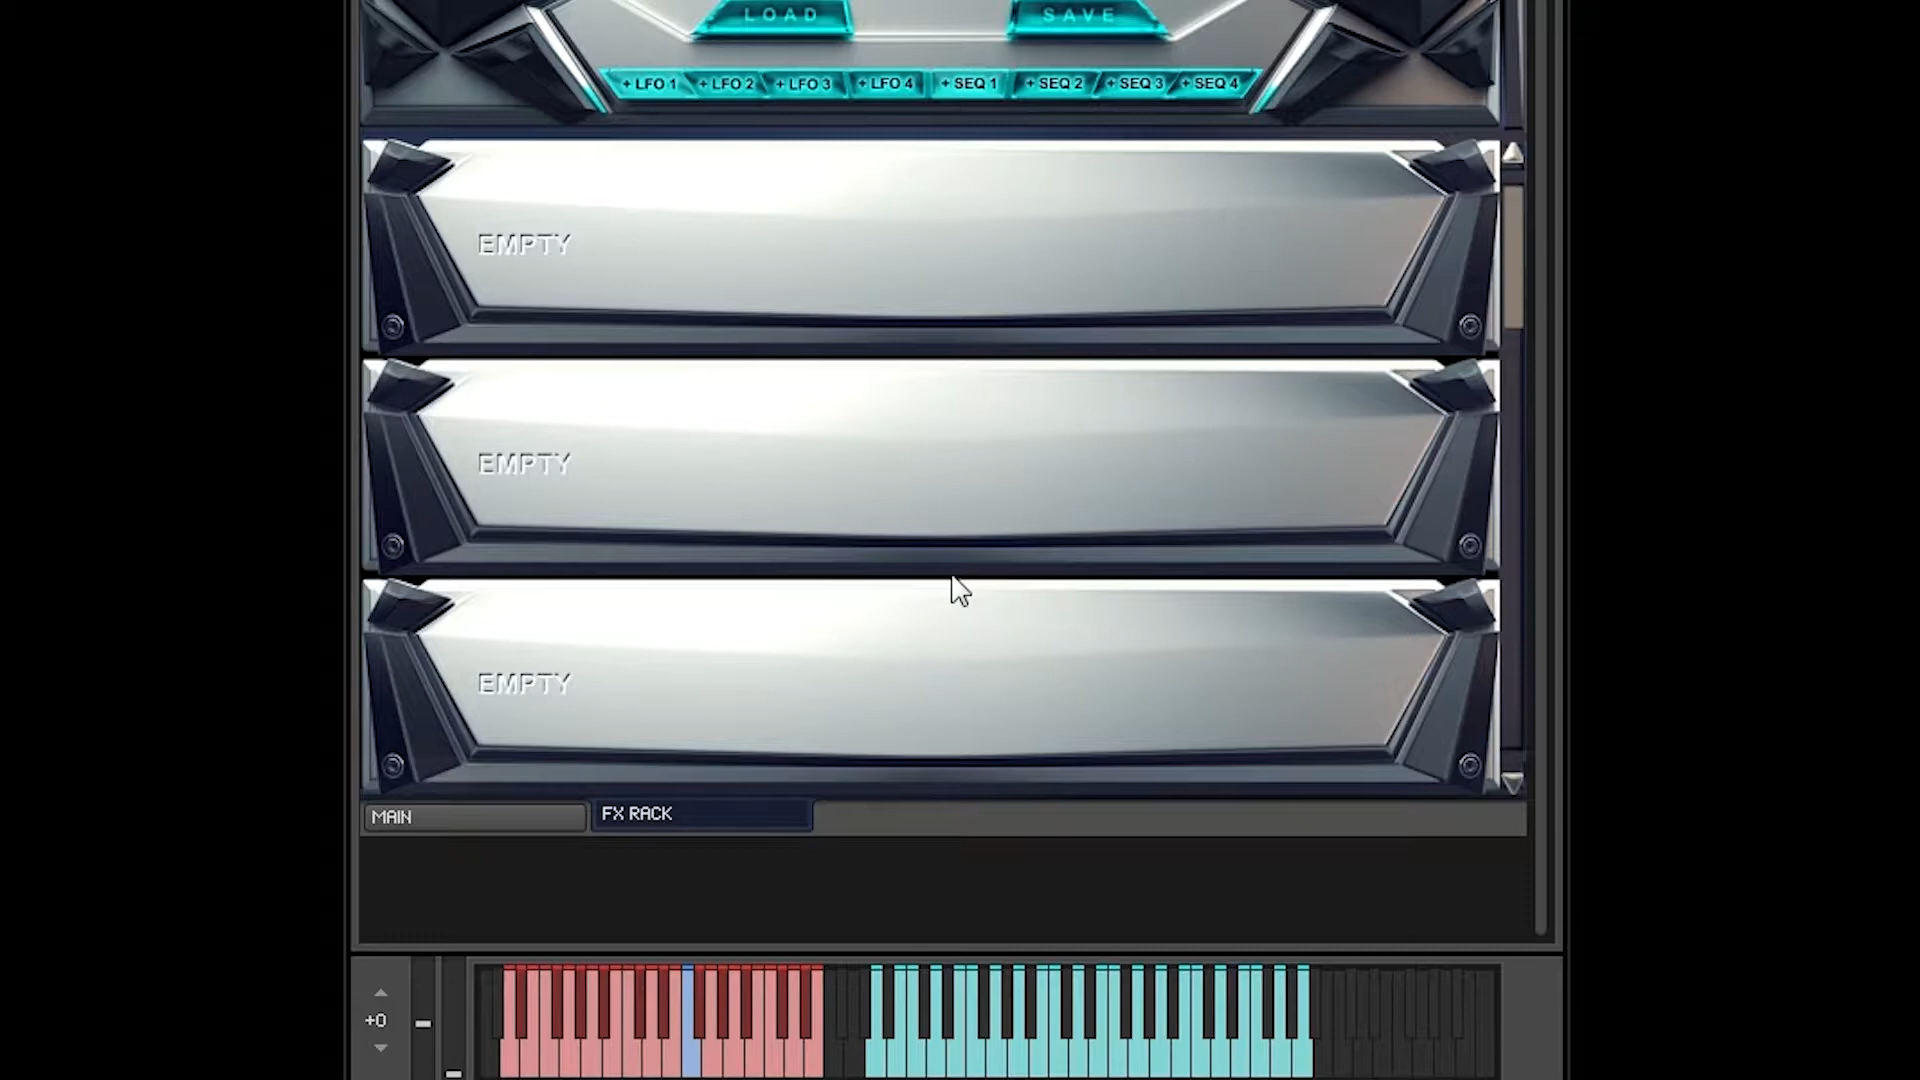 LOAD SAVE
+ LFO 1 + LFO 2 + LFO 3 + LFO 4 + SEQ 1 + SEQ 2 + SEQ 3 + SEQ 4
EMPTY
EMPTY
EMPTY
MAIN FX RACK
+0